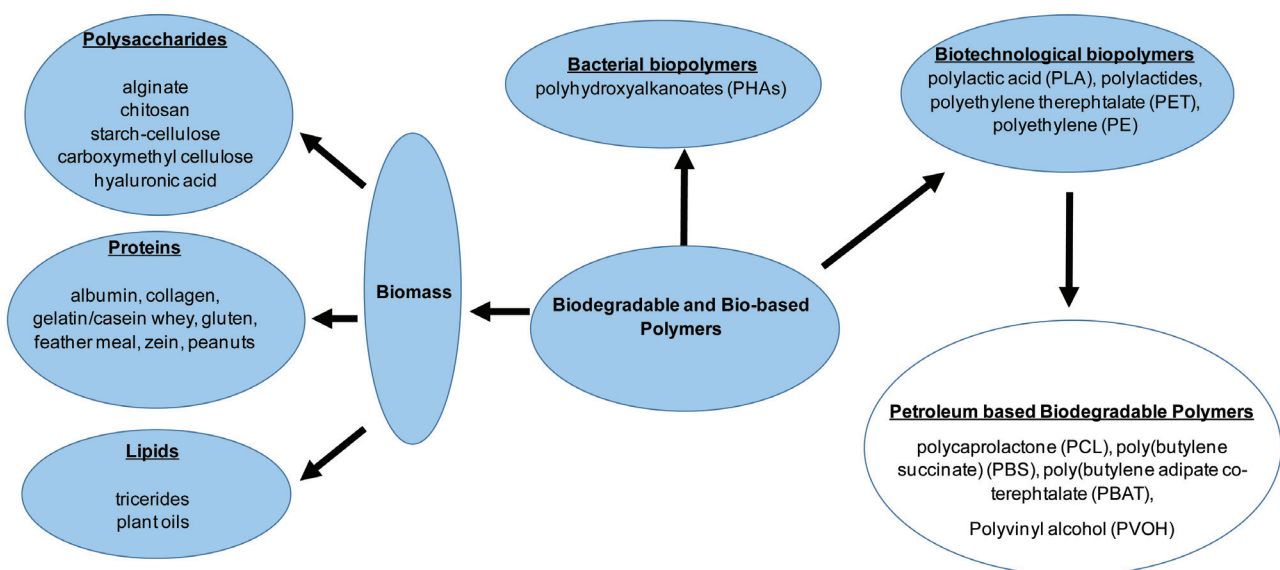 Polysaccharides
alginate
chitosan
starch-cellulose
carboxymethyl cellulose
hyaluronic acid
Proteins
albumin, collagen,
gelatin/casein whey, gluten,
feather meal, zein, peanuts
Lipids
tricerides
plant oils
Biomass
Bacterial biopolymers
polyhydroxyalkanoates (PHAs)
Biodegradable and Bio-based
Polymers
Biotechnological biopolymers
polylactic acid (PLA), polylactides,
polyethylene therephtalate (PET),
polyethylene (PE)
Petroleum based Biodegradable Polymers
polycaprolactone (PCL), poly(butylene
succinate) (PBS), poly(butylene adipate co-
terephtalate (PBAT),
Polyvinyl alcohol (PVOH)